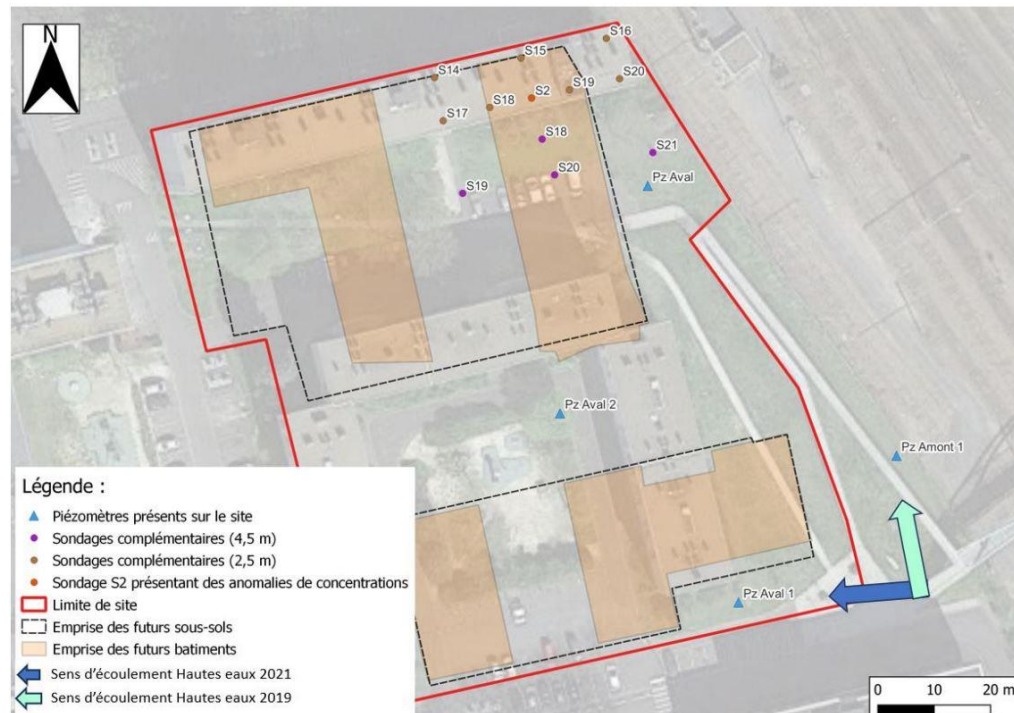 N
S16
S15
S14
S20
S19
S2
S18
S17
S18
S21
S20
Pz Aval
S19
Pz Aval 2
Pz Amont 1
Pz Aval 1
Légende :
Piézomètres présents sur le site
Sondages complémentaires (4,5 m)
Sondages complémentaires (2,5 m)
Sondage S2 présentant des anomalies de concentrations
Limite de site
Emprise des futurs sous-sols
Emprise des futurs batiments
Sens d'écoulement Hautes eaux 2021
Sens d'écoulement Hautes eaux 2019
0 10 20 m